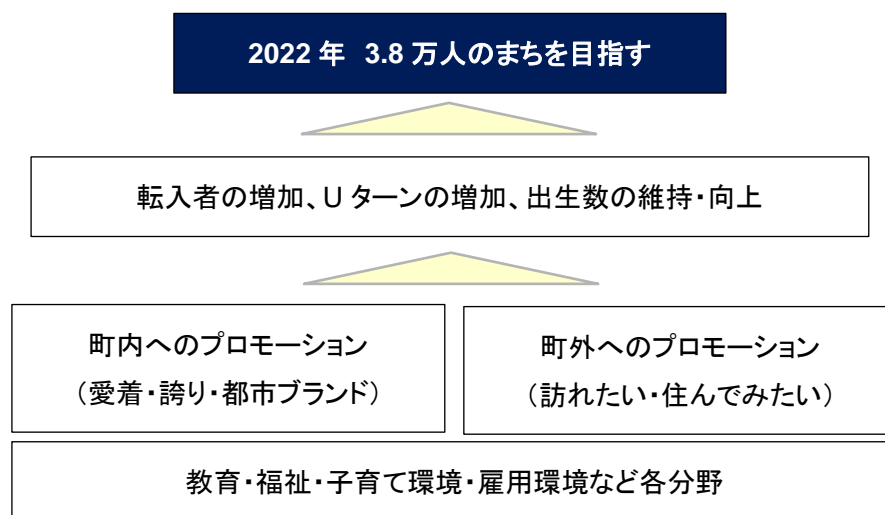 2022 年 3.8 万人のまちを目指す
転入者の増加、U ターンの増加、出生数の維持・向上
町内へのプロモーション
（愛着・誇り・都市ブランド）
町外へのプロモーション
（訪れたい・住んでみたい）
教育・福祉・子育て環境・雇用環境など各分野